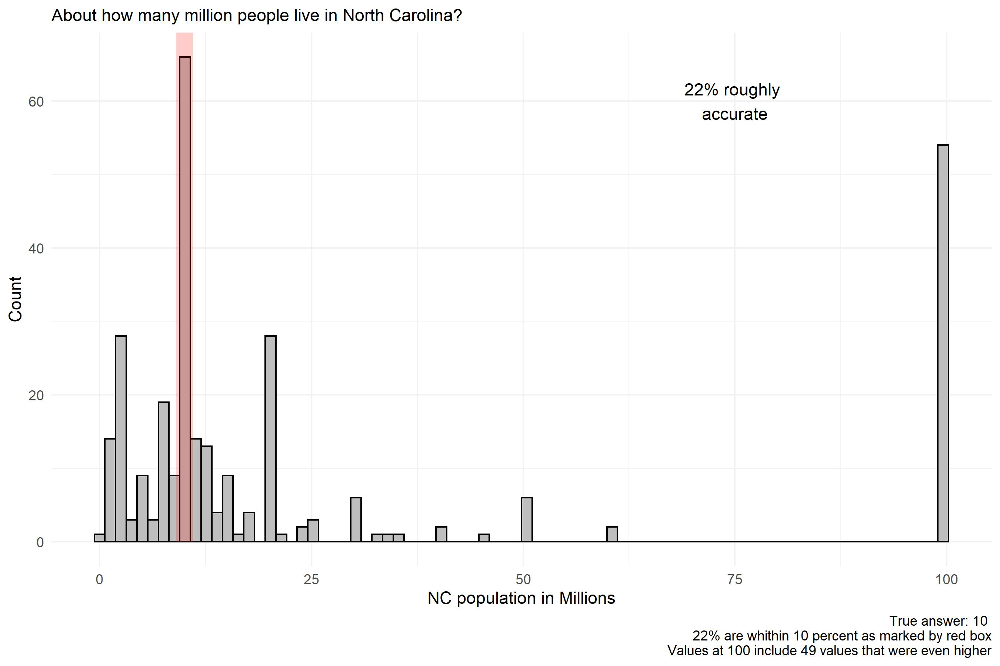 About how many million people live in North Carolina?
22% roughly
accurate
60
40
20
0
Count
0 25 50 75 100
NC population in Millions
True answer: 10
22% are whithin 10 percent as marked by red box
Values at 100 include 49 values that were even higher